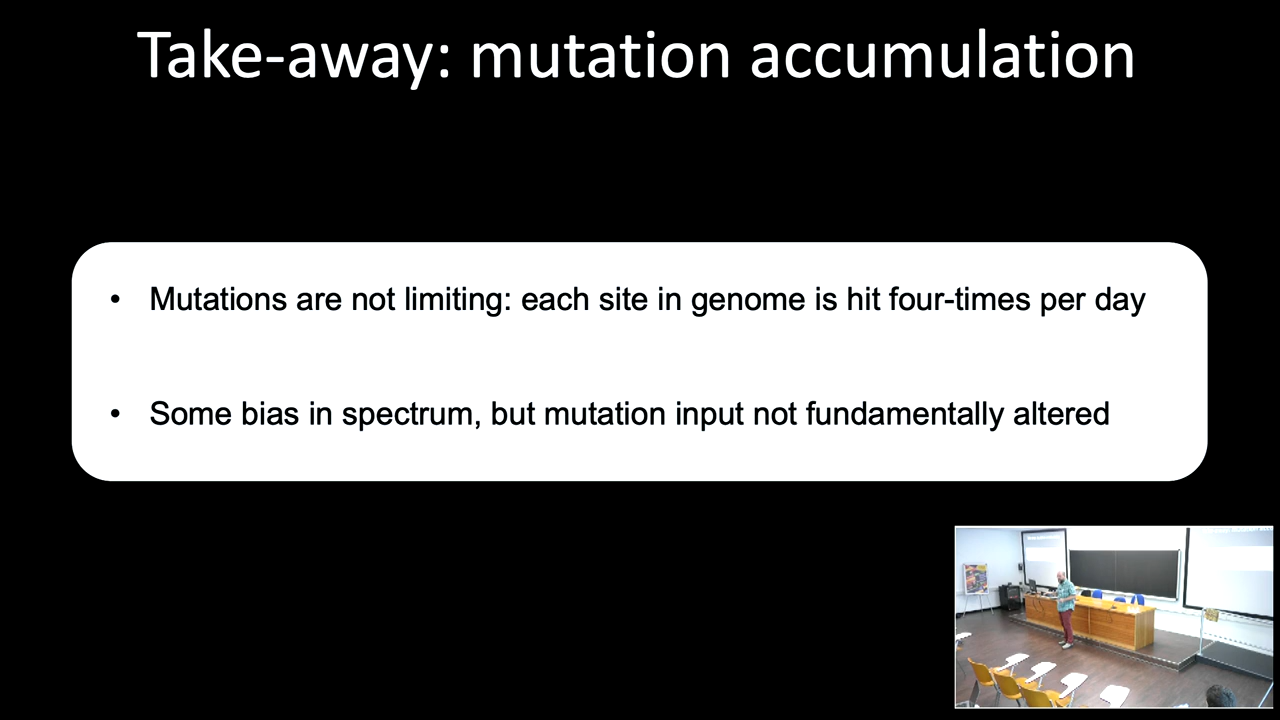 Take-away: mutation accumulation
• Mutations are not limiting: each site in genome is hit four-times per day
• Some bias in spectrum, but mutation input not fundamentally altered